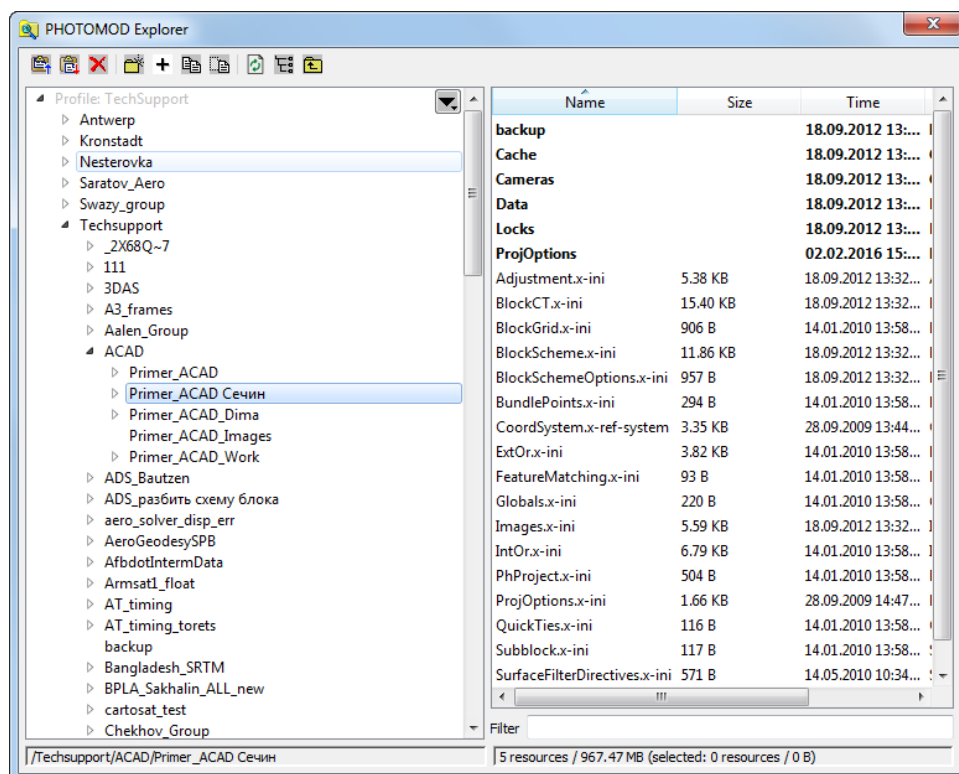 PHOTOMOD Explorer
Profile: TechSupport
Antwerp
Kronstadt
Nesterovka
Saratov_Aero
Swazy_group
Techsupport
_2X68Q~7
111
3DAS
A3_frames
Aalen_Group
ACAD
Primer_ACAD
Primer_ACAD Сечин
Primer_ACAD_Dima
Primer_ACAD_Images
Primer_ACAD_Work
ADS_Bautzen
ADS_разбить схему блока
aero_solver_disp_err
AeroGeodesySPB
AfbdotIntermData
Armsat1_float
AT_timing
AT_timing_torets
backup
Bangladesh_SRTM
BPLA_Sakhalin_ALL_new
cartosat_test
Chekhov_Group
/Techsupport/ACAD/Primer_ACAD Сечин
Name Size Time
backup 18.09.2012 13:...
Cache 18.09.2012 13:...
Cameras 18.09.2012 13:...
Data 18.09.2012 13:...
Locks 18.09.2012 13:...
ProjOptions 02.02.2016 15:...
Adjustment.x-ini 5.38 KB 18.09.2012 13:32...
BlockCT.x-ini 15.40 KB 18.09.2012 13:32...
BlockGrid.x-ini 906 B 14.01.2010 13:58...
BlockScheme.x-ini 11.86 KB 18.09.2012 13:32...
BlockSchemeOptions.x-ini 957 B 18.09.2012 13:32...
BundlePoints.x-ini 294 B 14.01.2010 13:58...
CoordSystem.x-ref-system 3.35 KB 28.09.2009 13:44...
ExtOr.x-ini 3.82 KB 14.01.2010 13:58...
FeatureMatching.x-ini 93 B 14.01.2010 13:58...
Globals.x-ini 220 B 14.01.2010 13:58...
Images.x-ini 5.59 KB 18.09.2012 13:32...
IntOr.x-ini 6.79 KB 14.01.2010 13:58...
PhProject.x-ini 504 B 14.01.2010 13:58...
ProjOptions.x-ini 1.66 KB 28.09.2009 14:47...
QuickTies.x-ini 116 B 14.01.2010 13:58...
Subblock.x-ini 117 B 14.01.2010 13:58...
SurfaceFilterDirectives.x-ini 571 B 14.05.2010 10:34...
Filter
5 resources / 967.47 MB (selected: 0 resources / 0 B)